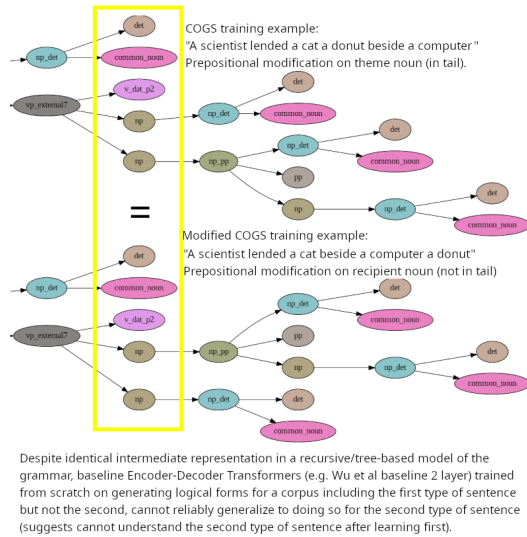 det
COGS training example:
"A scientist lended a cat a donut beside a computer"
Prepositional modification on theme noun (in tail).
np_det
common_noun
det
v_dat_p2
vp_external7
np
np_det
common_noun
det
np_det
np
np_pp
common_noun
pp
det
np
np_det
common_noun
=
Modified COGS training example:
"A scientist lended a cat beside a computer a donut"
Prepositional modification on recipient noun (not in tail)
det
np_det
common_noun
det
np_det
v_dat_p2
common_noun
vp_external7
pp
np
np_pp
det
np
np_det
common_noun
np
np_det
det
common_noun
Despite identical intermediate representation in a recursive/tree-based model of the
grammar, baseline Encoder-Decoder Transformers (e.g. Wu et al baseline 2 layer) trained
from scratch on generating logical forms for a corpus including the first type of sentence
but not the second, cannot reliably generalize to doing so for the second type of sentence
(suggests cannot understand the second type of sentence after learning first).